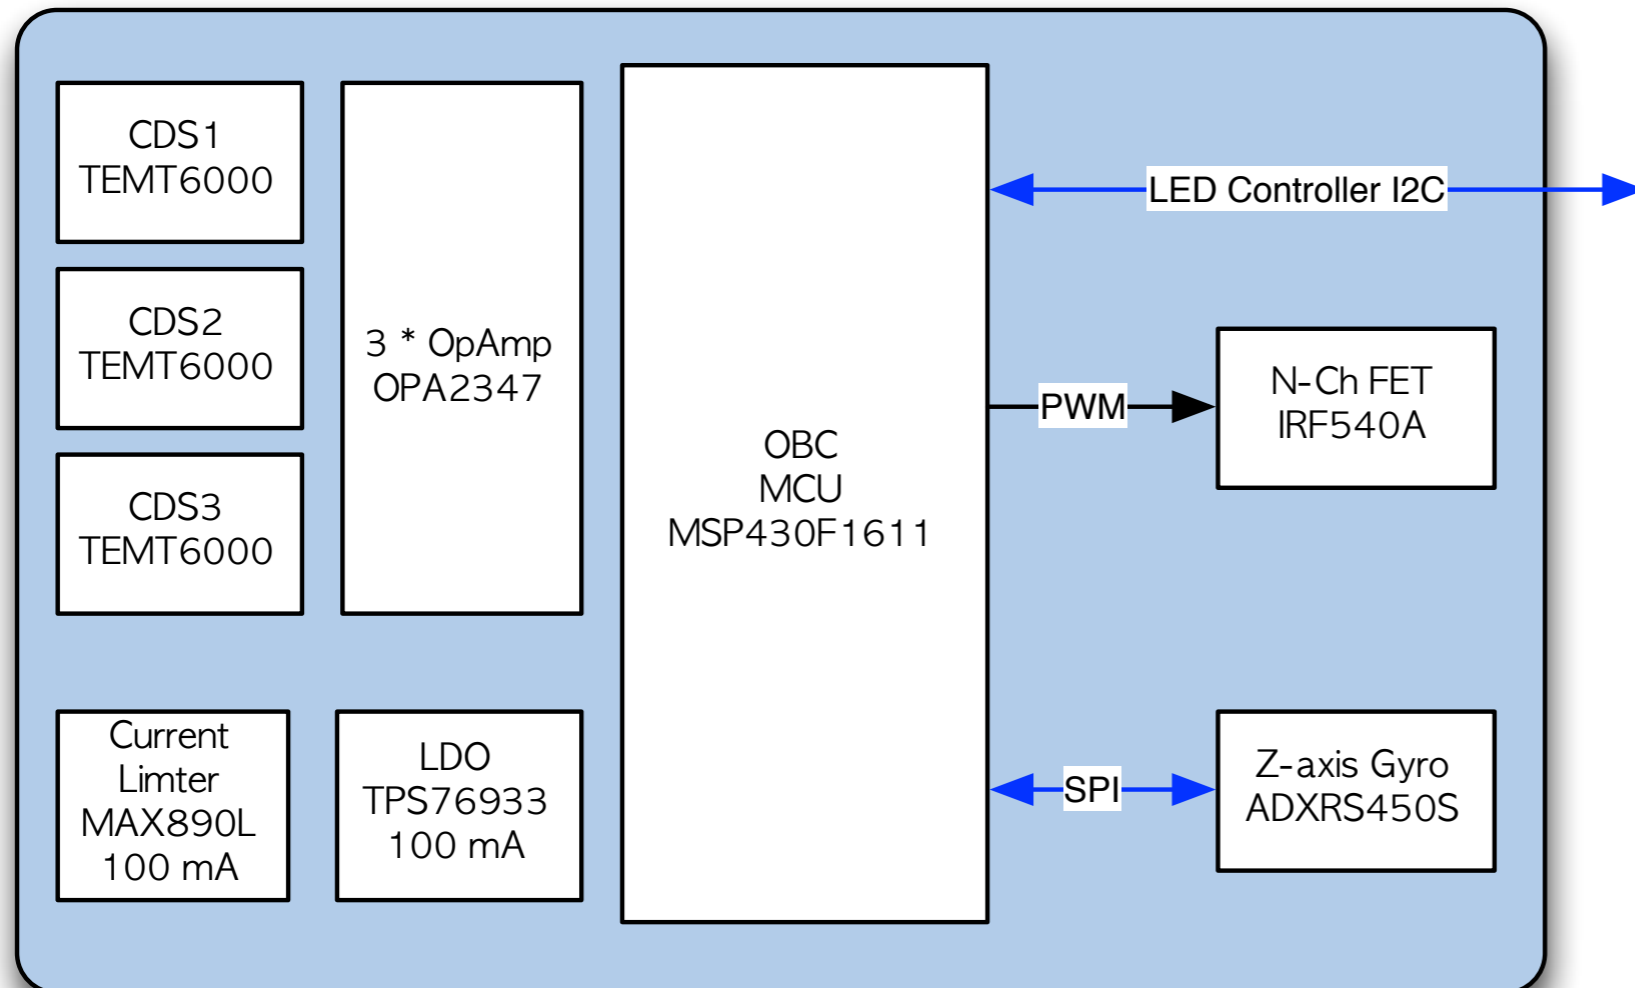 CDS1
TEMT6000
CDS2
TEMT6000
CDS3
TEMT6000
3 * OpAmp
OPA2347
OBC
MCU
MSP430F1611
LED Controller I2C
PWM
N-Ch FET
IRF540A
Current
Limter
MAX890L
100 mA
LDO
TPS76933
100 mA
SPI
Z-axis Gyro
ADXRS450S